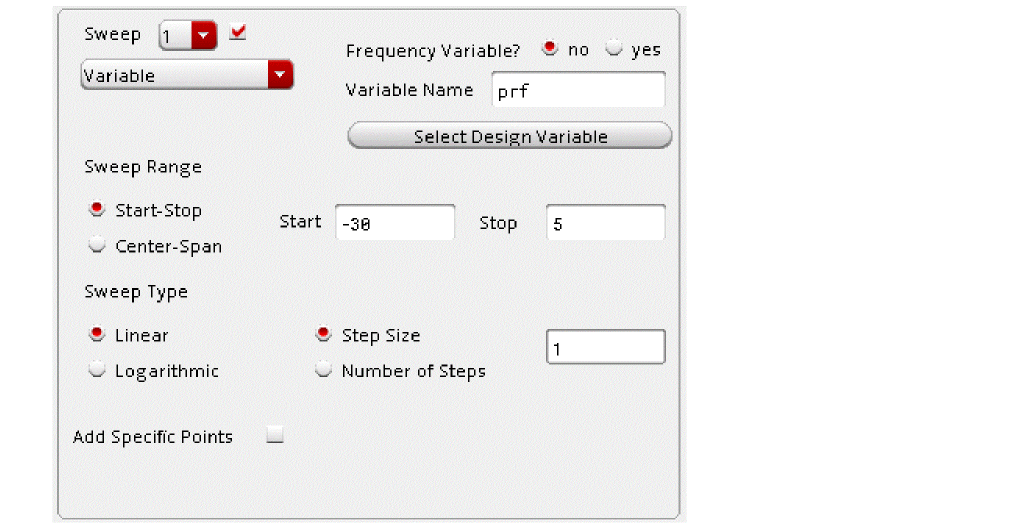 Sweep 1
Frequency Variable? no yes
Variable
Variable Name prf
Select Design Variable
Sweep Range
Start-Stop Start -30 Stop 5
Center-Span
Sweep Type
Linear Step Size 1
Logarithmic Number of Steps
Add Specific Points